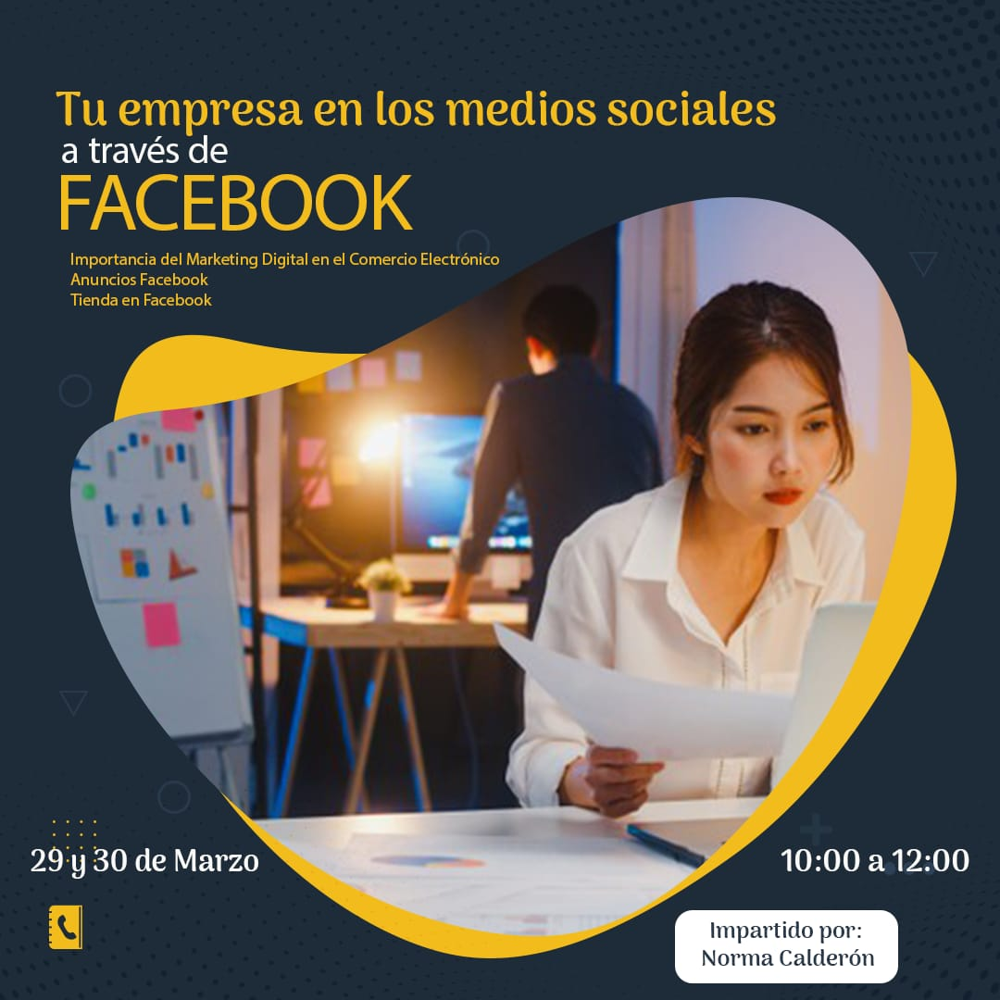 Tu empresa en los medios sociales
a través de
FACEBOOK
Importancia del Marketing Digital en el Comercio Electrónico
Anuncios Facebook
Tienda en Facebook
29 y 30 de Marzo
10:00 a 12:00
Impartido por:
Norma Calderón